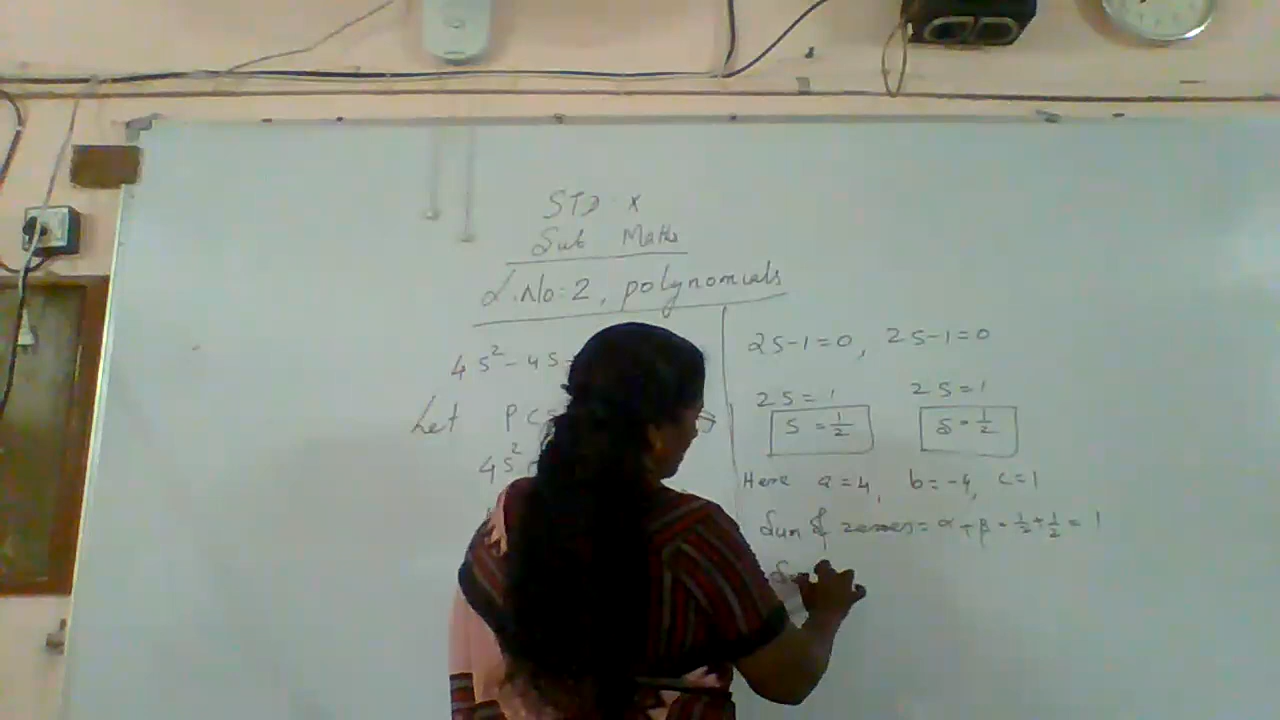 STD X
Sub Maths
L.No:2, polynomials
4s² - 4s
Let P(s
4s²
2s-1=0, 2s-1=0
2s=1 2s=1
s=1/2 s=1/2
Here a=4, b=-4, c=1
Sum of zeroes = α+β = 1/2+1/2 = 1